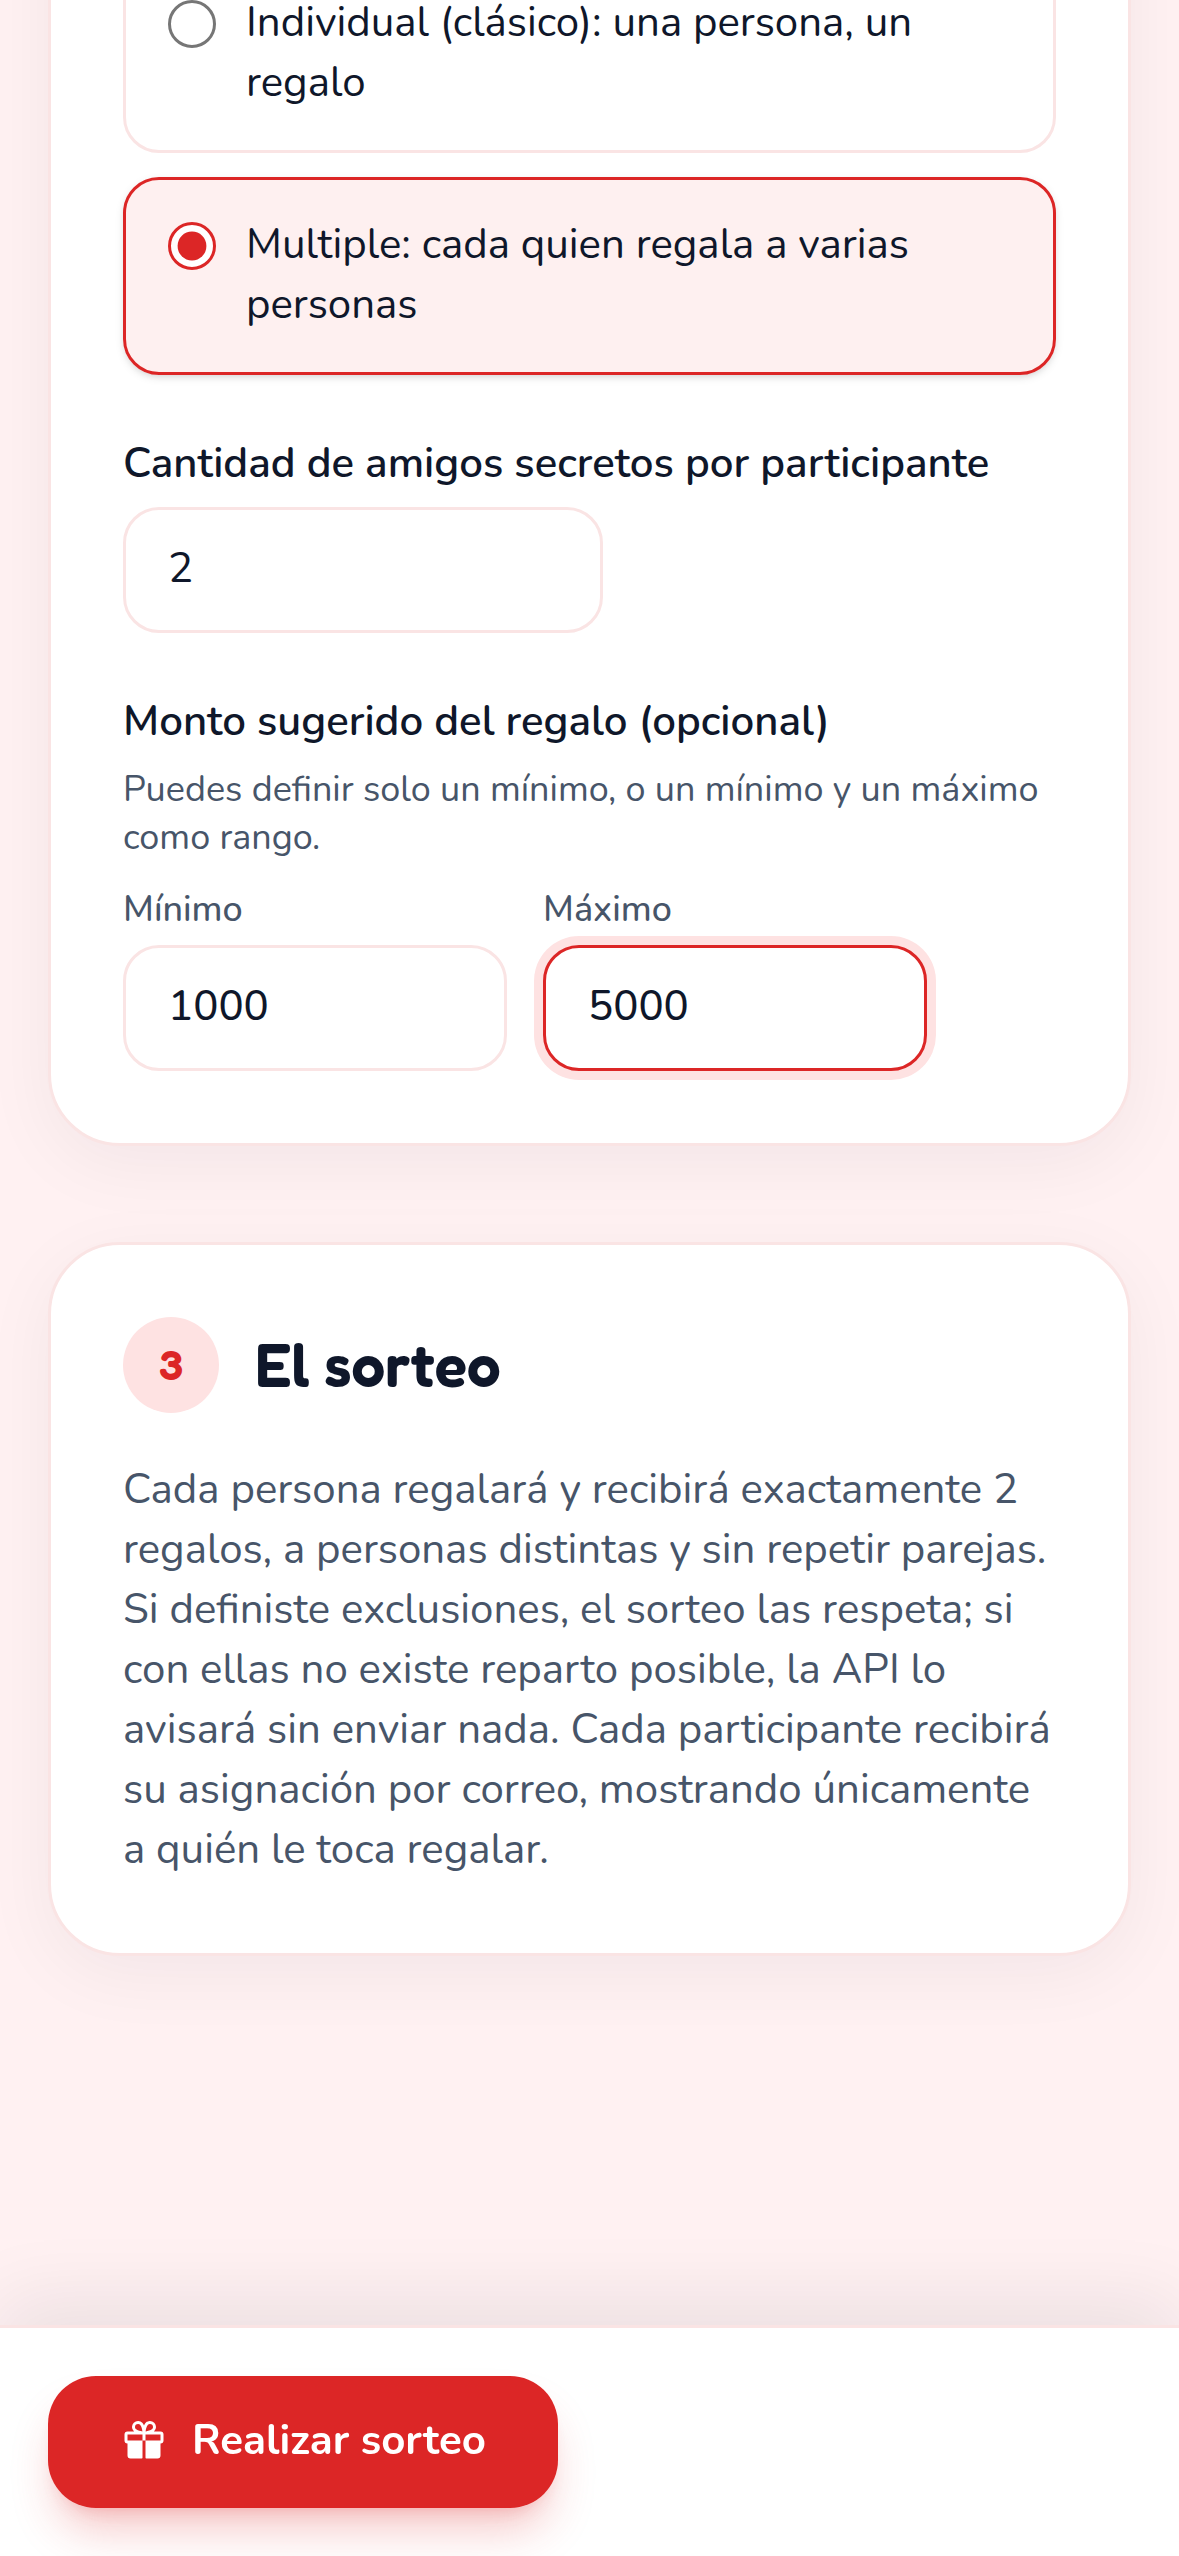 Individual (clásico): una persona, un
regalo
Multiple: cada quien regala a varias
personas
Cantidad de amigos secretos por participante
2
Monto sugerido del regalo (opcional)
Puedes definir solo un mínimo, o un mínimo y un máximo
como rango.
Mínimo Máximo
1000 5000
3 El sorteo
Cada persona regalará y recibirá exactamente 2
regalos, a personas distintas y sin repetir parejas.
Si definiste exclusiones, el sorteo las respeta; si
con ellas no existe reparto posible, la API lo
avisará sin enviar nada. Cada participante recibirá
su asignación por correo, mostrando únicamente
a quién le toca regalar.
Realizar sorteo